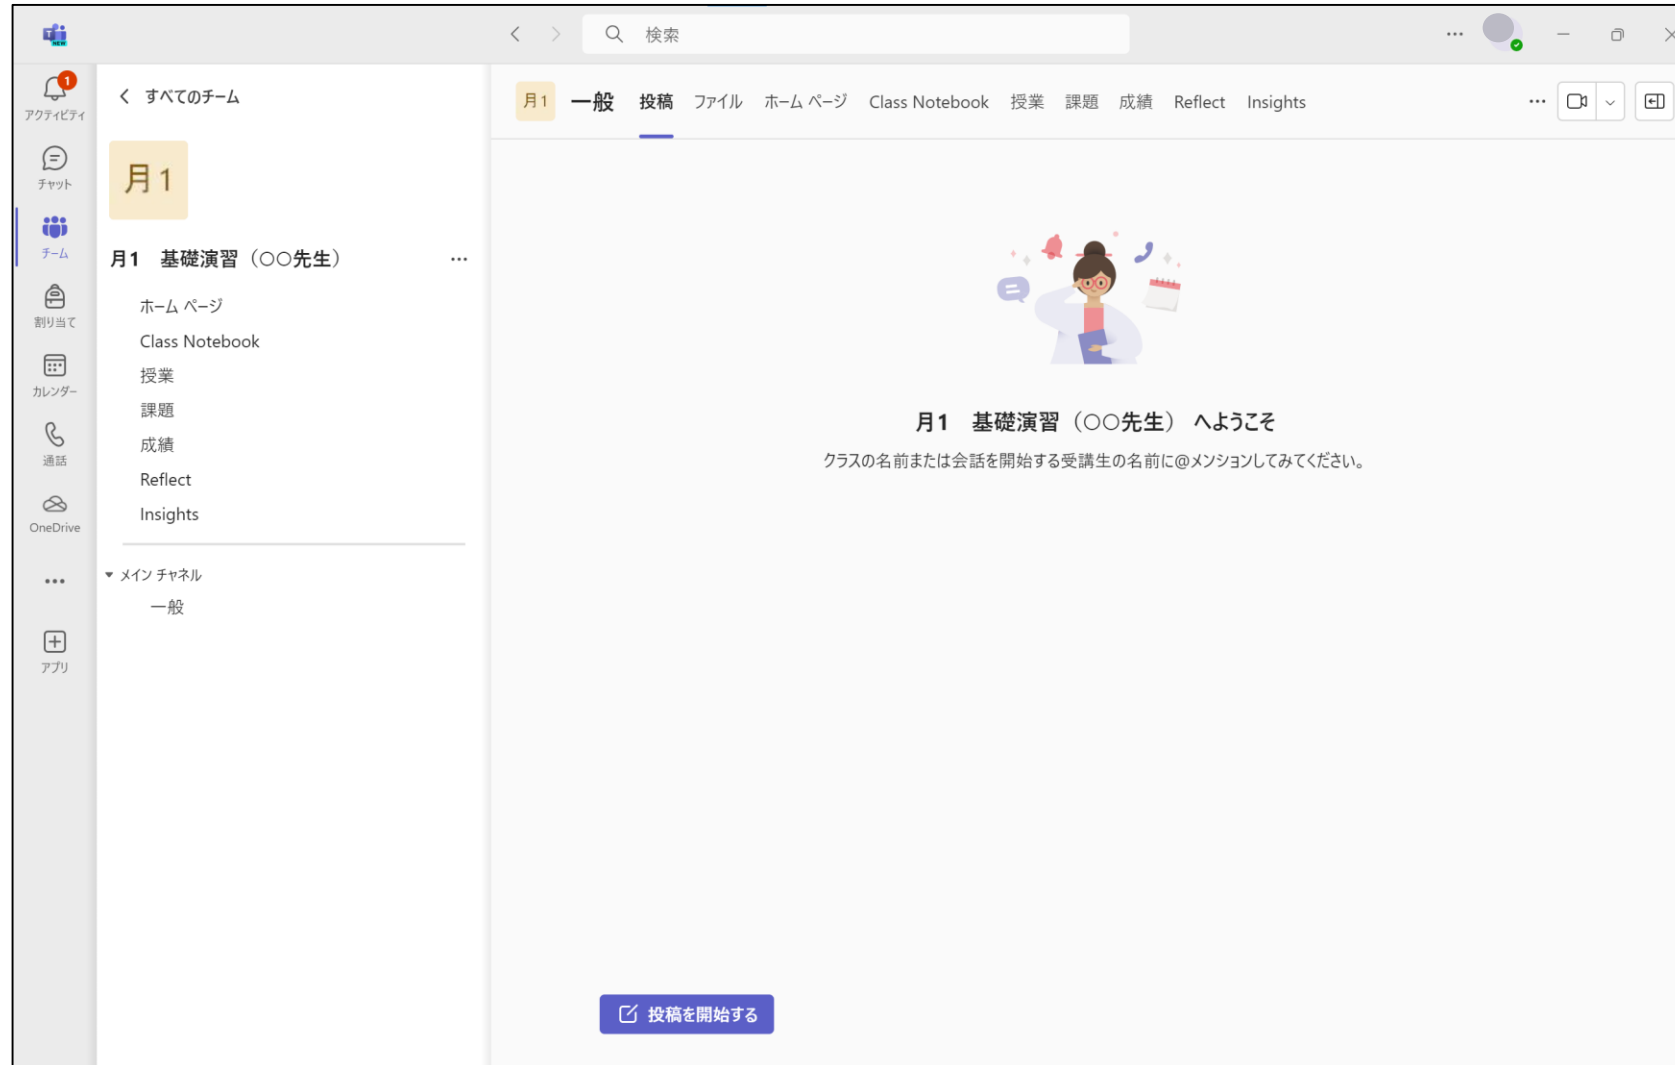 検索
1
アクティビティ
チャット
チーム
割り当て
カレンダー
通話
OneDrive
アプリ
すべてのチーム
月1
月1 基礎演習（○○先生）
ホーム ページ
Class Notebook
授業
課題
成績
Reflect
Insights
メイン チャネル
一般
月1 一般 投稿 ファイル ホーム ページ Class Notebook 授業 課題 成績 Reflect Insights
月1 基礎演習（○○先生） へようこそ
クラスの名前または会話を開始する受講生の名前に@メンションしてみてください。
投稿を開始する